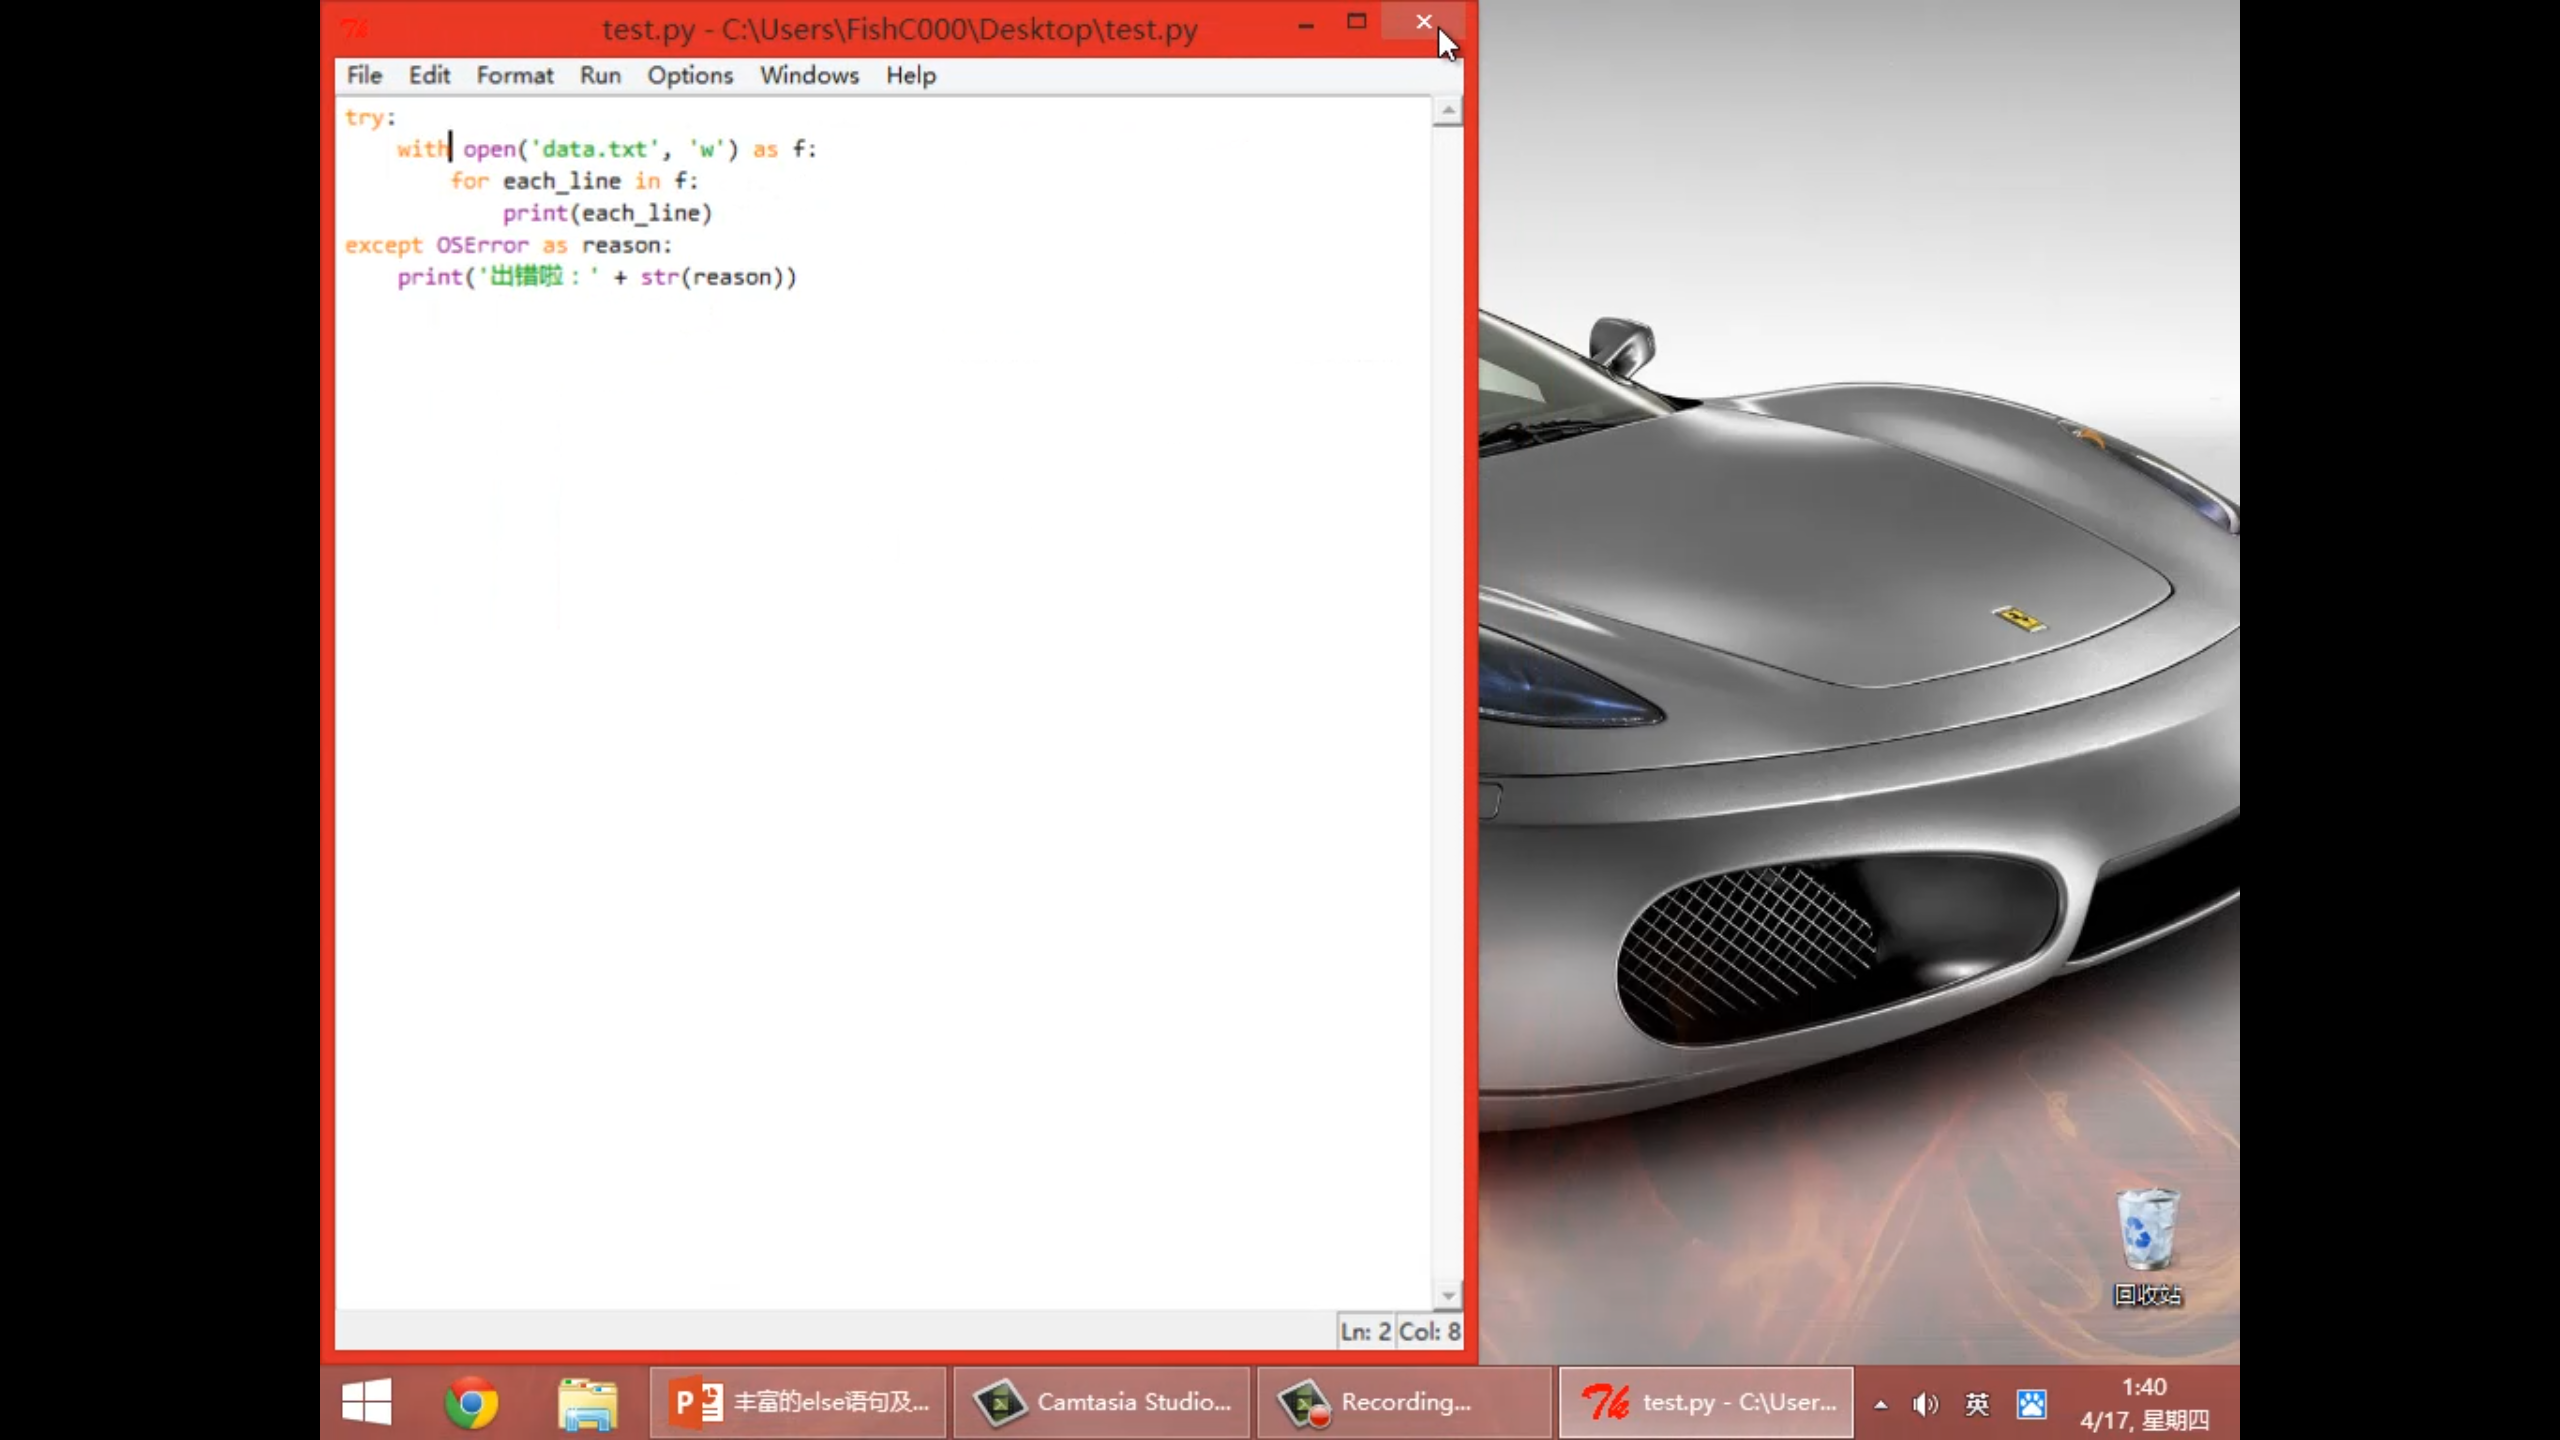 test.py - C:\Users\FishC000\Desktop\test.py
File Edit Format Run Options Windows Help
try:
    with open('data.txt', 'w') as f:
        for each_line in f:
            print(each_line)
except OSError as reason:
    print('出错啦：' + str(reason))
Ln: 2 Col: 8
回收站
丰富的else语句及...
Camtasia Studio...
Recording...
test.py - C:\User...
英
1:40
4/17, 星期四